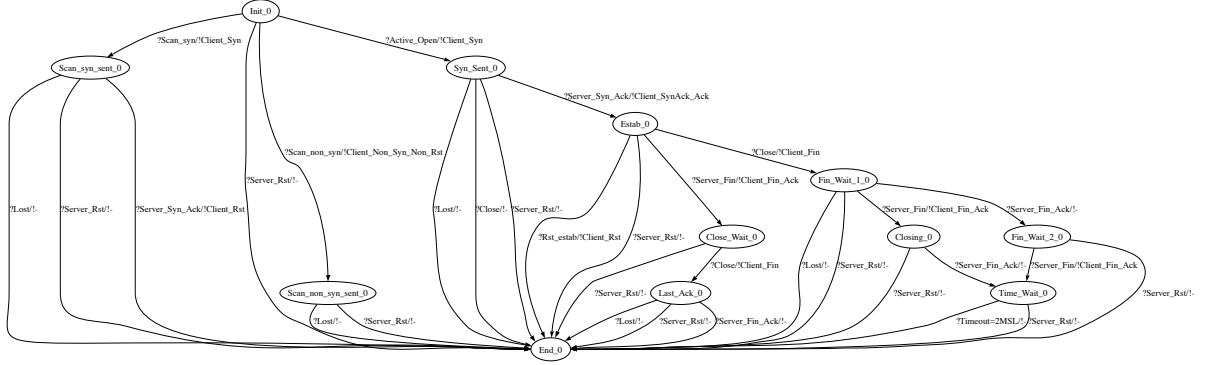 Init_0
?Scan_syn/!Client_Syn
?Active_Open/!Client_Syn
Scan_syn_sent_0
Syn_Sent_0
?Server_Syn_Ack/!Client_SynAck_Ack
Estab_0
?Scan_non_syn/!Client_Non_Syn_Non_Rst
?Close/!Client_Fin
?Server_Rst/!-
?Server_Fin/!Client_Fin_Ack
Fin_Wait_1_0
?Lost/!-
?Server_Rst/!-
?Server_Syn_Ack/!Client_Rst
?Lost/!-
?Close/!-
?Server_Rst/!-
?Server_Fin/!Client_Fin_Ack
?Server_Fin_Ack/!-
?Rst_estab/!Client_Rst
?Server_Rst/!-
Close_Wait_0
Closing_0
Fin_Wait_2_0
?Close/!Client_Fin
?Lost/!-
?Server_Rst/!-
?Server_Fin_Ack/!-
?Server_Fin/!Client_Fin_Ack
Scan_non_syn_sent_0
?Server_Rst/!-
Last_Ack_0
?Server_Rst/!-
Time_Wait_0
?Server_Rst/!-
?Lost/!-
?Server_Rst/!-
?Lost/!-
?Server_Rst/!-
?Server_Fin_Ack/!-
?Timeout=2MSL/!-
?Server_Rst/!-
End_0